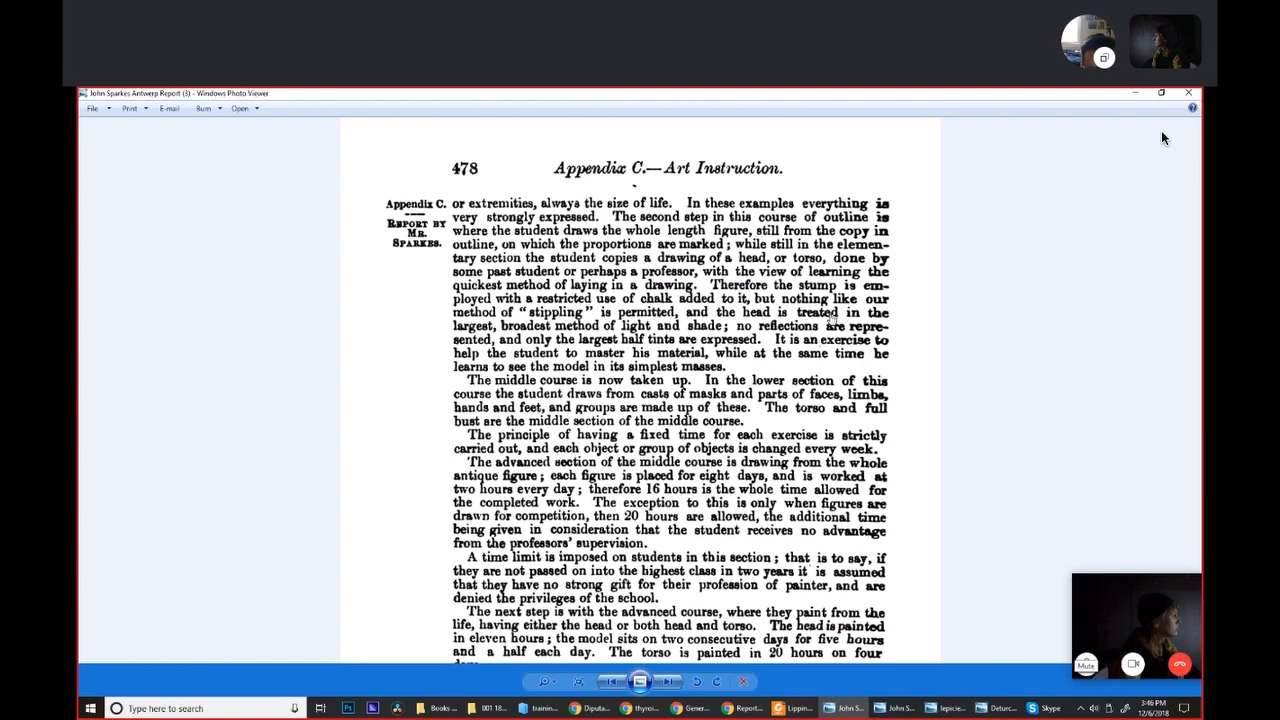 John Sparkes Antwerp Report (3) - Windows Photo Viewer
File Print E-mail Burn Open
478 Appendix C.—Art Instruction.
Appendix C.
REPORT BY
MR.
SPARKES.
or extremities, always the size of life. In these examples everything is
very strongly expressed. The second step in this course of outline is
where the student draws the whole length figure, still from the copy in
outline, on which the proportions are marked; while still in the elemen-
tary section the student copies a drawing of a head, or torso, done by
some past student or perhaps a professor, with the view of learning the
quickest method of laying in a drawing. Therefore the stump is em-
ployed with a restricted use of chalk added to it, but nothing like our
method of "stippling" is permitted, and the head is treated in the
largest, broadest method of light and shade; no reflections are repre-
sented, and only the largest half tints are expressed. It is an exercise to
help the student to master his material, while at the same time he
learns to see the model in its simplest masses.
The middle course is now taken up. In the lower section of this
course the student draws from casts of masks and parts of faces, limbs,
hands and feet, and groups are made up of these. The torso and full
bust are the middle section of the middle course.
The principle of having a fixed time for each exercise is strictly
carried out, and each object or group of objects is changed every week.
The advanced section of the middle course is drawing from the whole
antique figure; each figure is placed for eight days, and is worked at
two hours every day; therefore 16 hours is the whole time allowed for
the completed work. The exception to this is only when figures are
drawn for competition, then 20 hours are allowed, the additional time
being given in consideration that the student receives no advantage
from the professors' supervision.
A time limit is imposed on students in this section; that is to say, if
they are not passed on into the highest class in two years it is assumed
that they have no strong gift for their profession of painter, and are
denied the privileges of the school.
The next step is with the advanced course, where they paint from the
life, having either the head or both head and torso. The head is painted
in eleven hours; the model sits on two consecutive days for five hours
and a half each day. The torso is painted in 20 hours on four
Mute
Type here to search
Ps
Books ...
001 18...
trainin...
Diputa...
thyroi...
Gener...
Report...
Lippin...
John S...
John S...
lepicie...
Deturc...
Skype
3:46 PM
12/6/2018